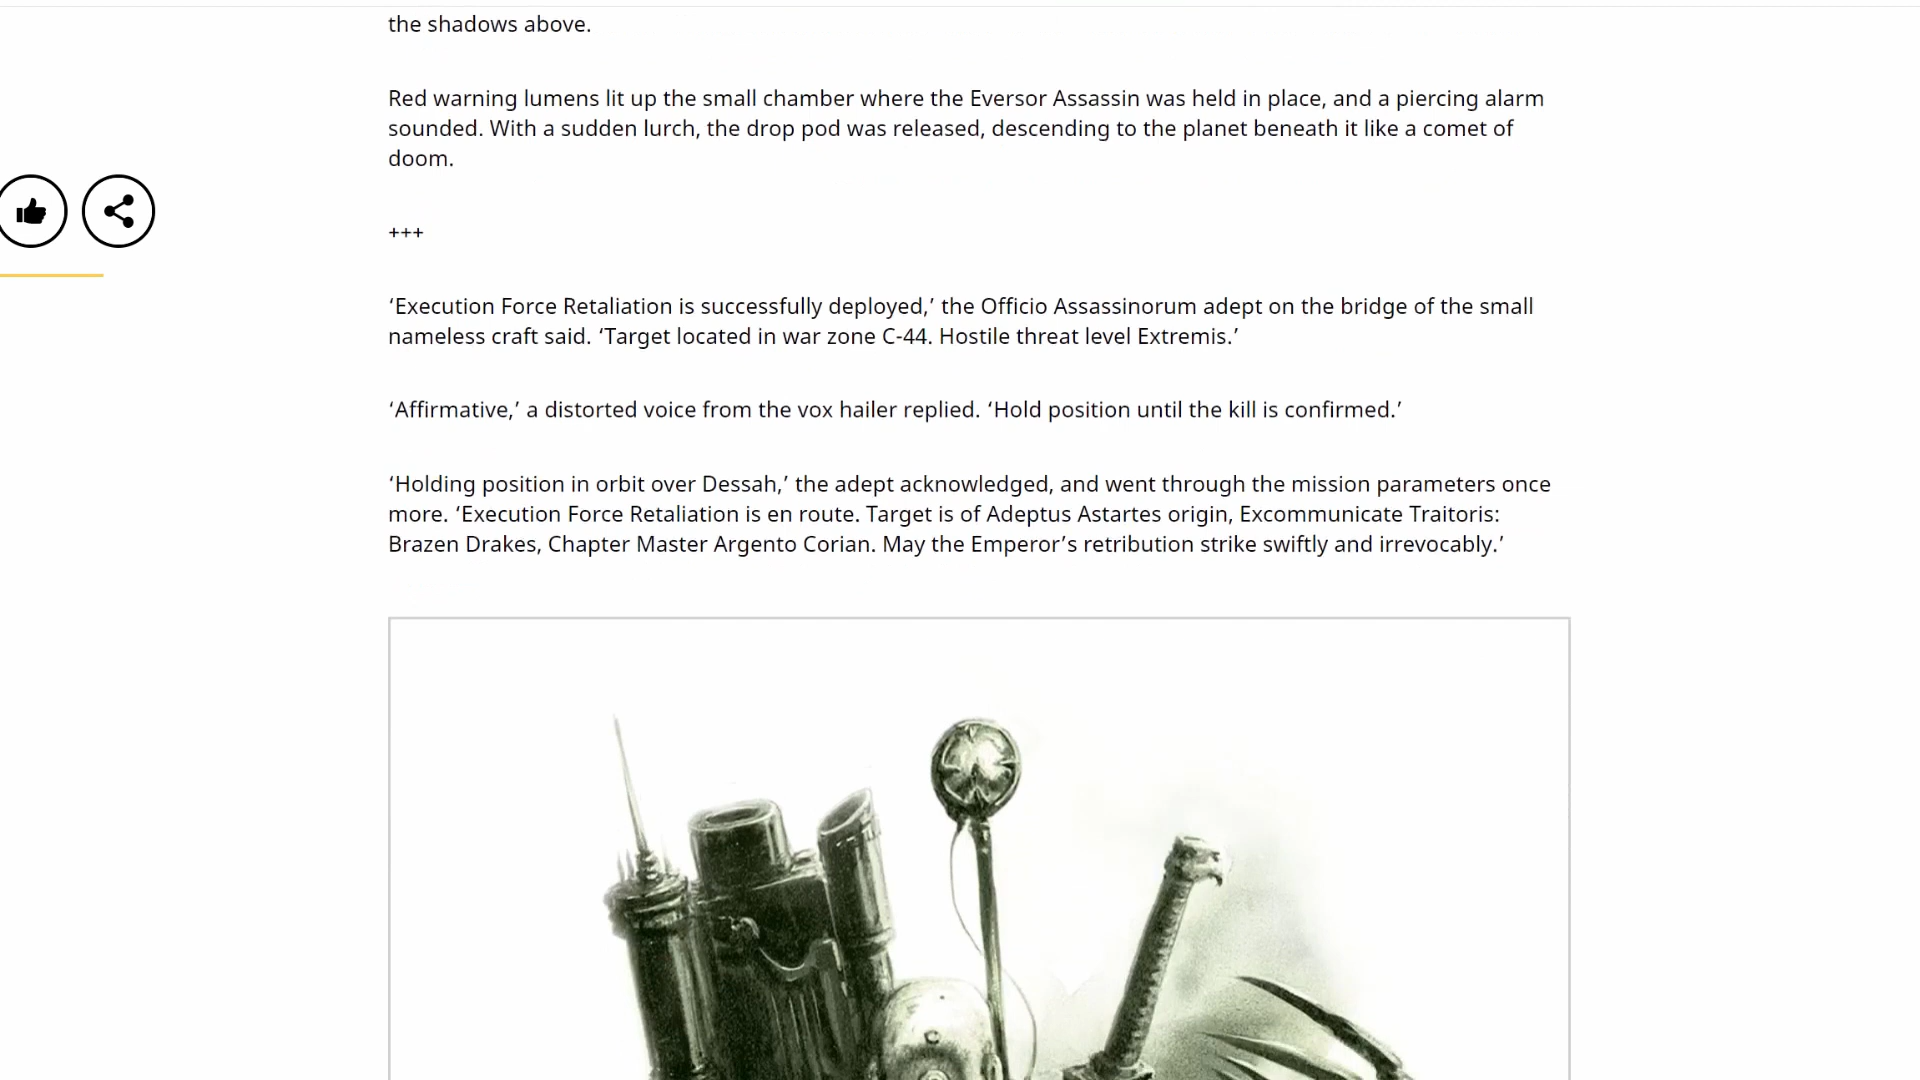 the shadows above.
Red warning lumens lit up the small chamber where the Eversor Assassin was held in place, and a piercing alarm
sounded. With a sudden lurch, the drop pod was released, descending to the planet beneath it like a comet of
doom.
+++
‘Execution Force Retaliation is successfully deployed,’ the Officio Assassinorum adept on the bridge of the small
nameless craft said. ‘Target located in war zone C-44. Hostile threat level Extremis.’
‘Affirmative,’ a distorted voice from the vox hailer replied. ‘Hold position until the kill is confirmed.’
‘Holding position in orbit over Dessah,’ the adept acknowledged, and went through the mission parameters once
more. ‘Execution Force Retaliation is en route. Target is of Adeptus Astartes origin, Excommunicate Traitoris:
Brazen Drakes, Chapter Master Argento Corian. May the Emperor’s retribution strike swiftly and irrevocably.’